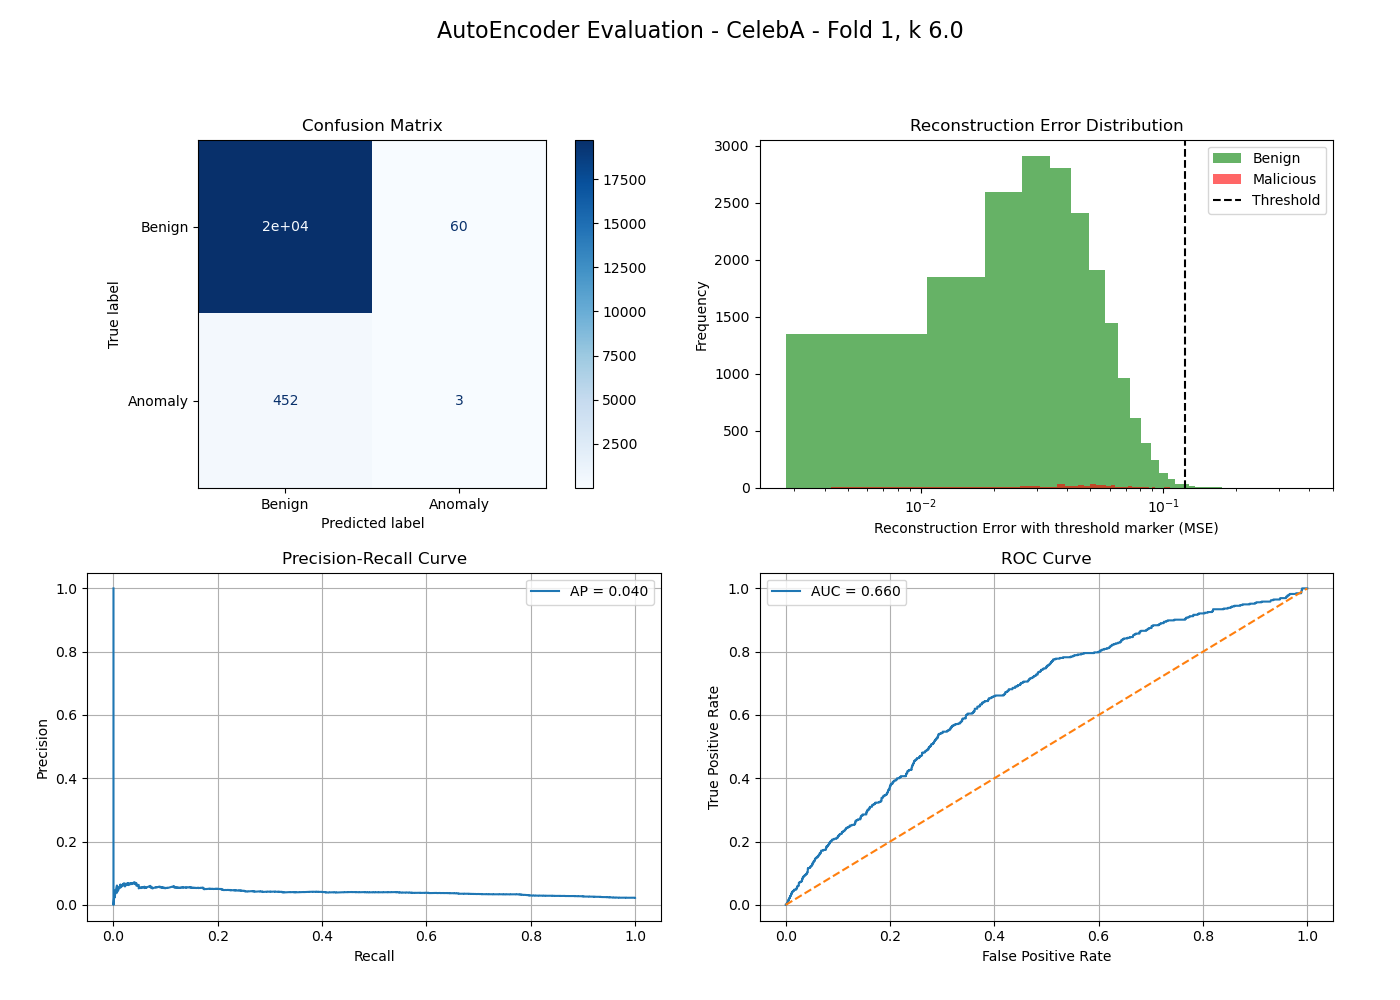 AutoEncoder Evaluation - CelebA - Fold 1, k 6.0
Confusion Matrix
Benign
Anomaly
True label
2e+04
60
452
3
Benign
Anomaly
Predicted label
17500
15000
12500
10000
7500
5000
2500
Reconstruction Error Distribution
Benign
Malicious
Threshold
3000
2500
2000
1500
1000
500
0
Frequency
10⁻²
10⁻¹
Reconstruction Error with threshold marker (MSE)
Precision-Recall Curve
AP = 0.040
1.0
0.8
0.6
0.4
0.2
0.0
Precision
0.0
0.2
0.4
0.6
0.8
1.0
Recall
ROC Curve
AUC = 0.660
1.0
0.8
0.6
0.4
0.2
0.0
True Positive Rate
0.0
0.2
0.4
0.6
0.8
1.0
False Positive Rate